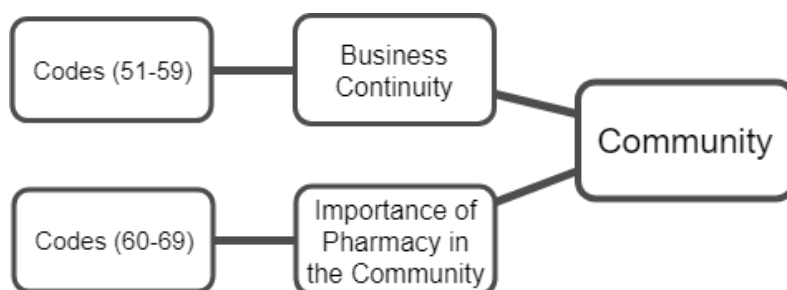 Codes (51-59)
Business
Continuity
Community
Codes (60-69)
Importance of
Pharmacy in
the Community